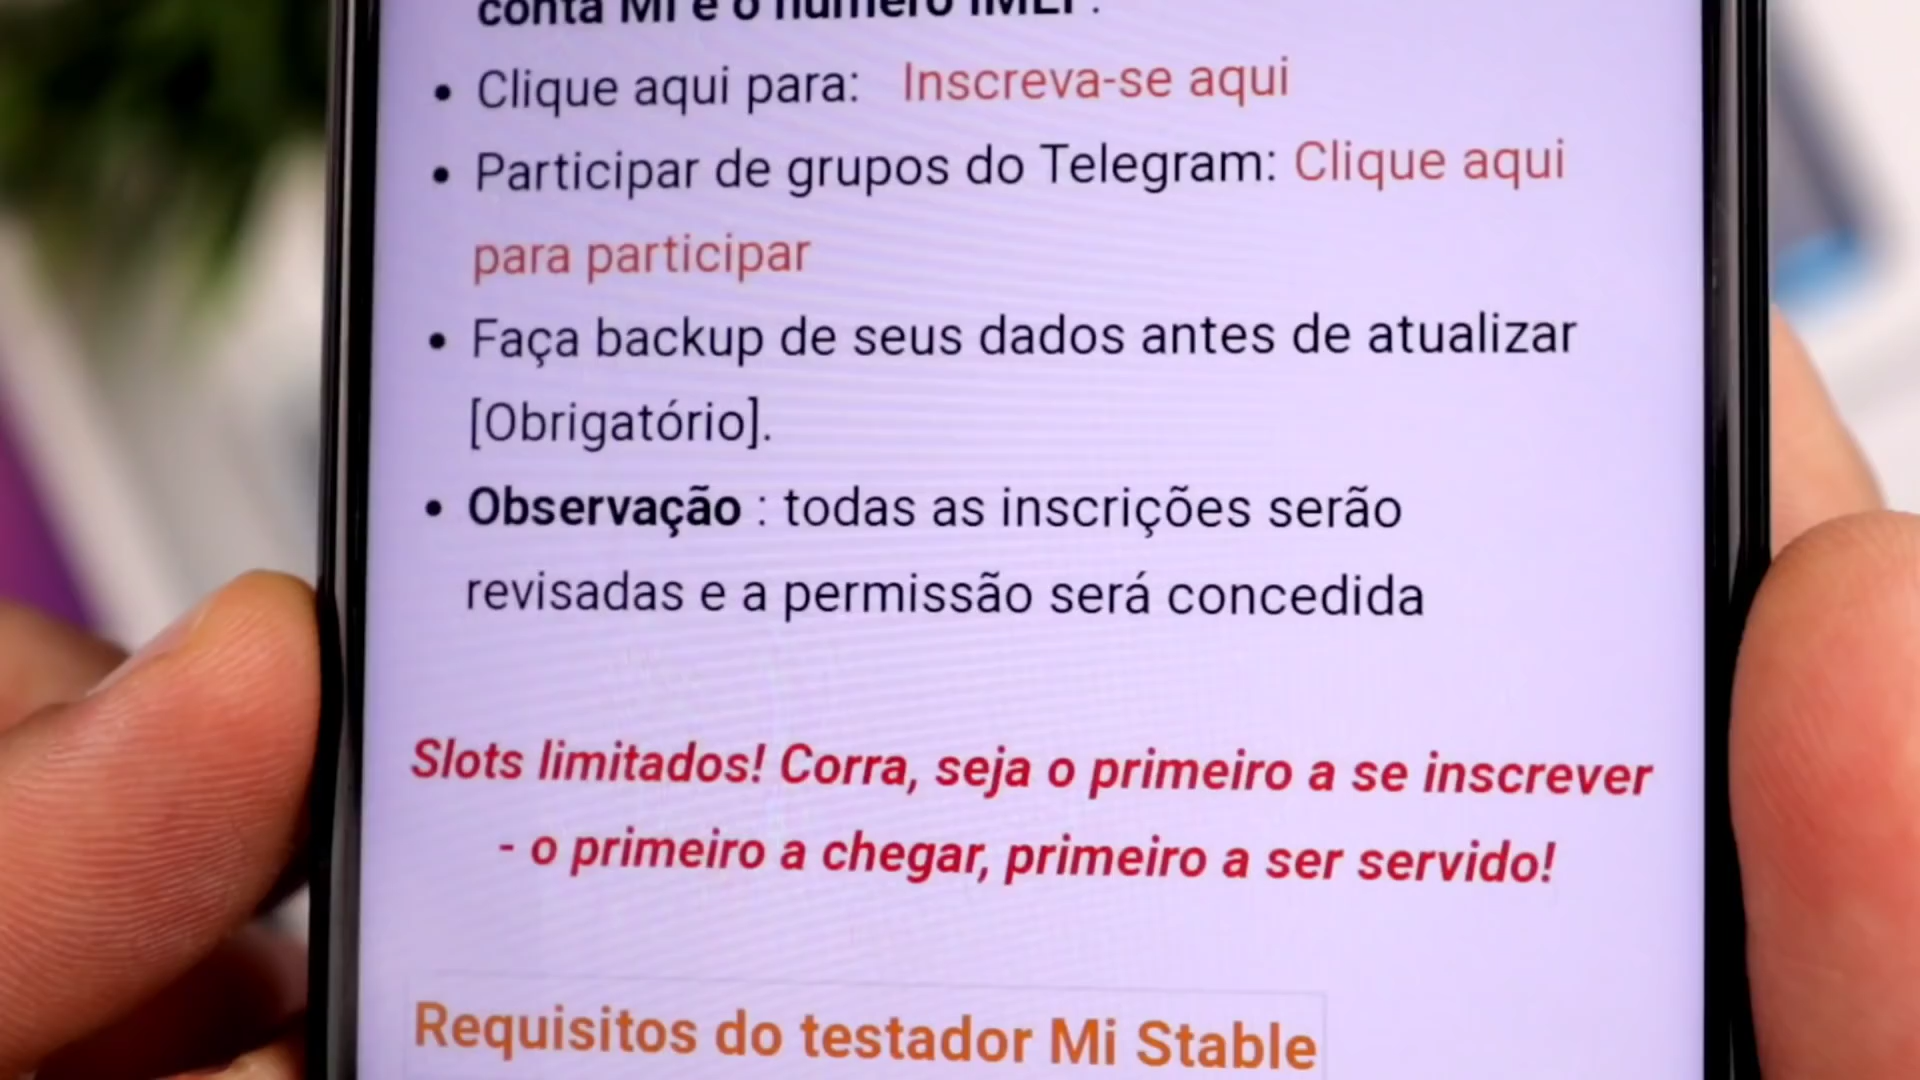 conta Mi e o número IMEI .
• Clique aqui para: Inscreva-se aqui
• Participar de grupos do Telegram: Clique aqui
para participar
• Faça backup de seus dados antes de atualizar
[Obrigatório].
• Observação : todas as inscrições serão
revisadas e a permissão será concedida
Slots limitados! Corra, seja o primeiro a se inscrever
- o primeiro a chegar, primeiro a ser servido!
Requisitos do testador Mi Stable